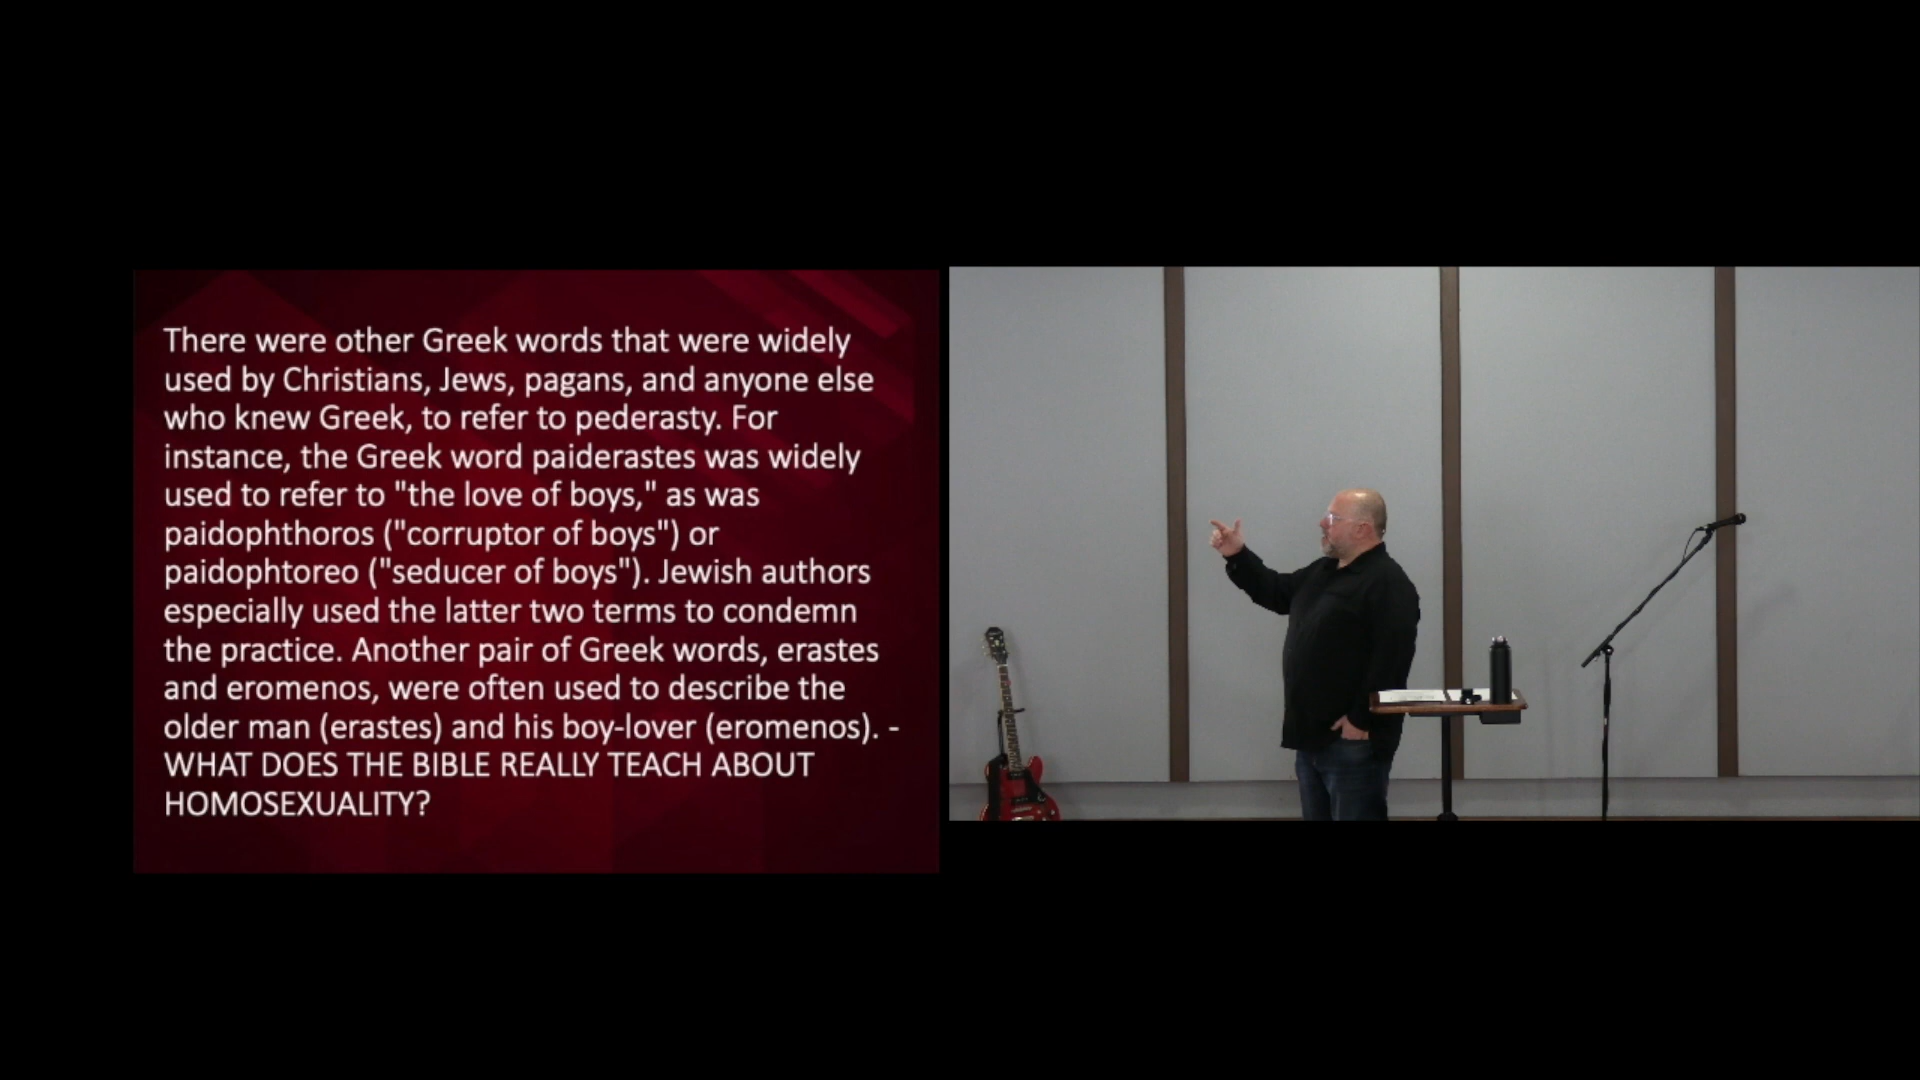 There were other Greek words that were widely
used by Christians, Jews, pagans, and anyone else
who knew Greek, to refer to pederasty. For
instance, the Greek word paiderastes was widely
used to refer to "the love of boys," as was
paidophthoros ("corruptor of boys") or
paidophtoreo ("seducer of boys"). Jewish authors
especially used the latter two terms to condemn
the practice. Another pair of Greek words, erastes
and eromenos, were often used to describe the
older man (erastes) and his boy-lover (eromenos). -
WHAT DOES THE BIBLE REALLY TEACH ABOUT
HOMOSEXUALITY?